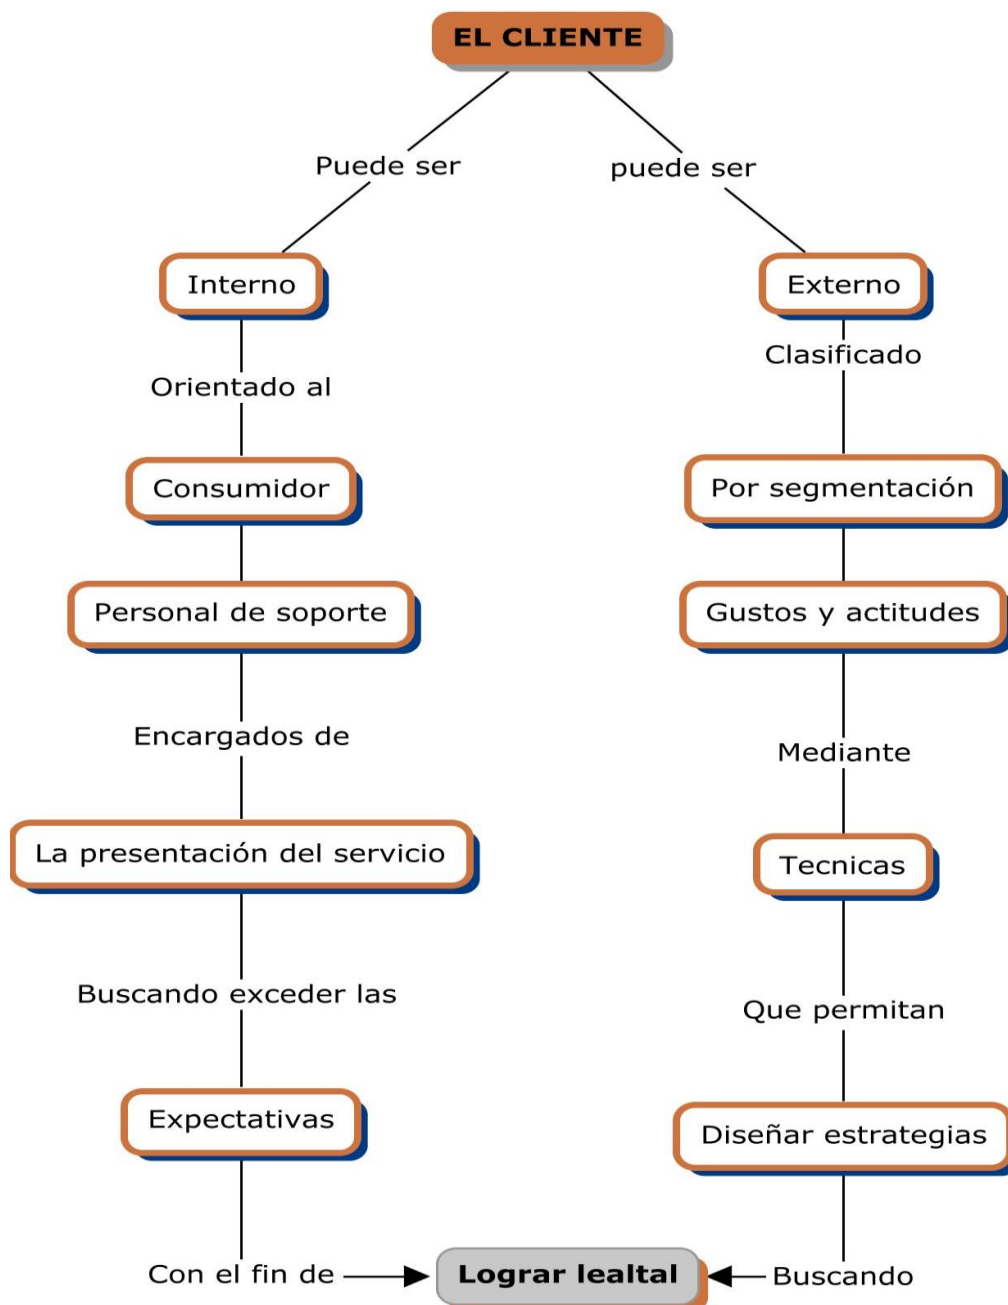 EL CLIENTE
Puede ser
puede ser
Interno
Externo
Orientado al
Clasificado
Consumidor
Por segmentación
Personal de soporte
Gustos y actitudes
Encargados de
Mediante
La presentación del servicio
Tecnicas
Buscando exceder las
Que permitan
Expectativas
Diseñar estrategias
Con el fin de
Lograr lealtal
Buscando